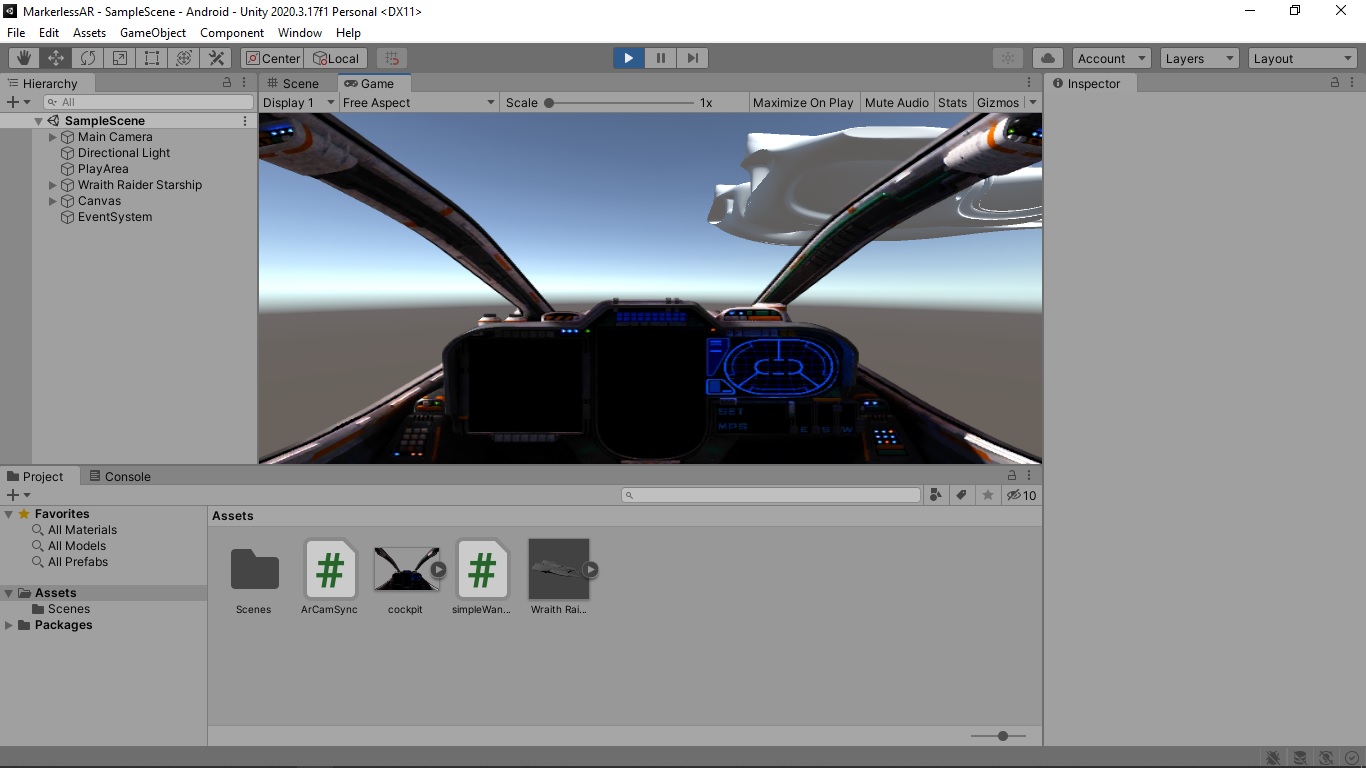 MarkerlessAR - SampleScene - Android - Unity 2020.3.17f1 Personal <DX11>
File Edit Assets GameObject Component Window Help
Center Local Account Layers Layout
Hierarchy
All
SampleScene
Main Camera
Directional Light
PlayArea
Wraith Raider Starship
Canvas
EventSystem
Scene Game
Display 1 Free Aspect Scale 1x Maximize On Play Mute Audio Stats Gizmos
SET
MPS E S W
Inspector
Project Console
10
Favorites
All Materials
All Models
All Prefabs
Assets
Scenes
Packages
Assets
Scenes ArCamSync cockpit simpleWan... Wraith Rai...